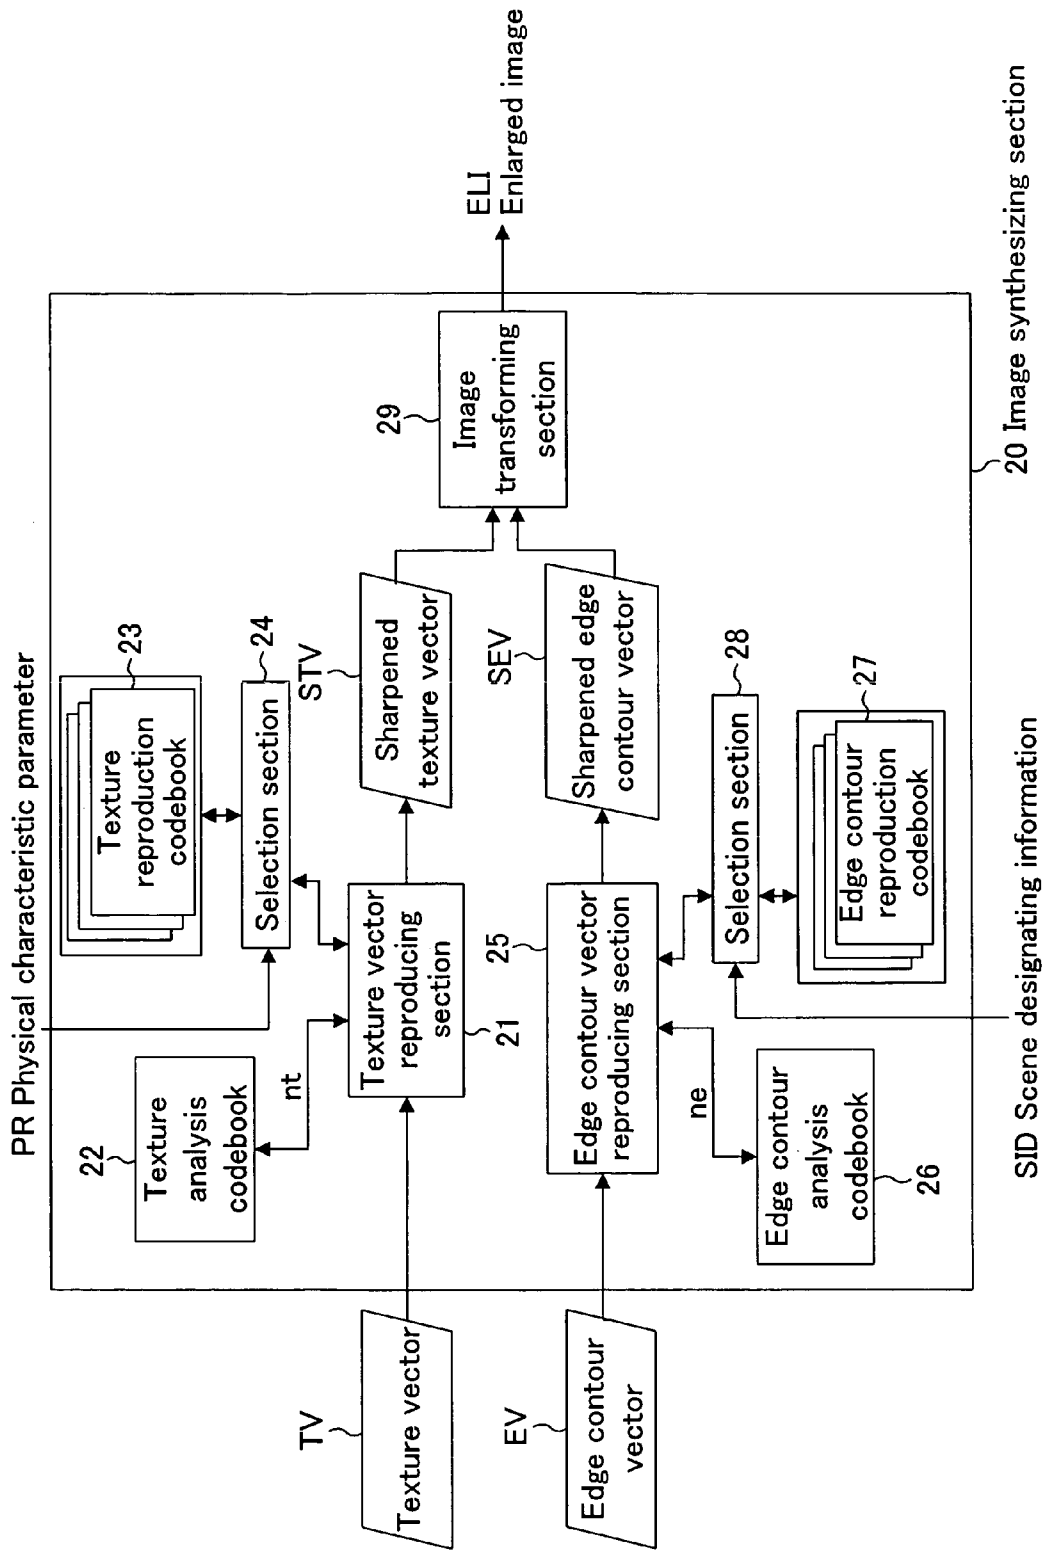 PR Physical characteristic parameter
22
Texture
analysis
codebook
nt
23
Texture
reproduction
codebook
24
Selection section
TV
Texture vector
Texture vector
reproducing
section
21
STV
Sharpened
texture vector
29
Image
transforming
section
ELI
Enlarged image
EV
Edge contour
vector
25
Edge contour vector
reproducing section
SEV
Sharpened edge
contour vector
ne
28
Selection section
Edge contour
analysis
codebook
26
27
Edge contour
reproduction
codebook
SID Scene designating information
20 Image synthesizing section